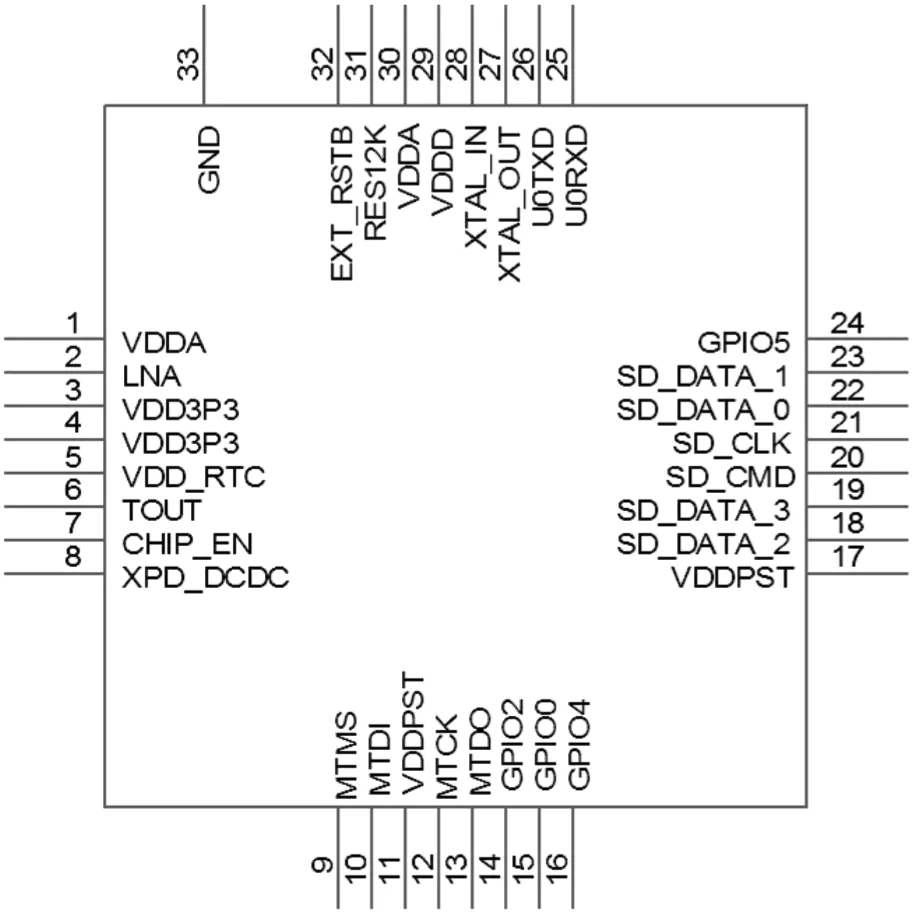 33
32
31
30
29
28
27
26
25
GND
EXT_RSTB
RES12K
VDDA
VDDD
XTAL_IN
XTAL_OUT
U0TXD
U0RXD
1
VDDA
2
LNA
3
VDD3P3
4
VDD3P3
5
VDD_RTC
6
TOUT
7
CHIP_EN
8
XPD_DCDC
24
GPIO5
23
SD_DATA_1
22
SD_DATA_0
21
SD_CLK
20
SD_CMD
19
SD_DATA_3
18
SD_DATA_2
17
VDDPST
MTMS
MTDI
VDDPST
MTCK
MTDO
GPIO2
GPIO0
GPIO4
9
10
11
12
13
14
15
16